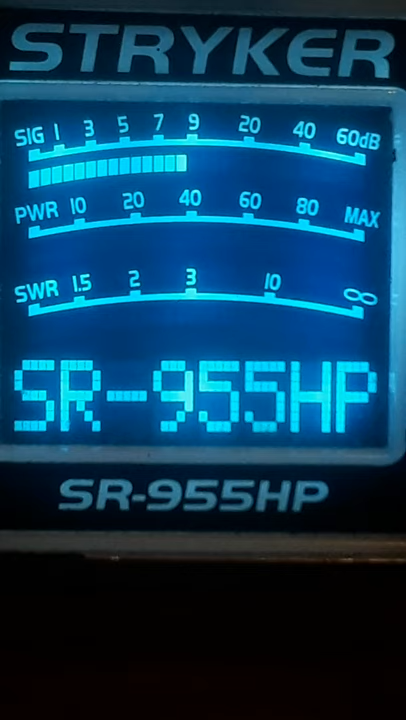 STRYKER
SIG 1 3 5 7 9 20 40 60dB
PWR 10 20 40 60 80 MAX
SWR 1.5 2 3 10 ∞
SR-955HP
SR-955HP